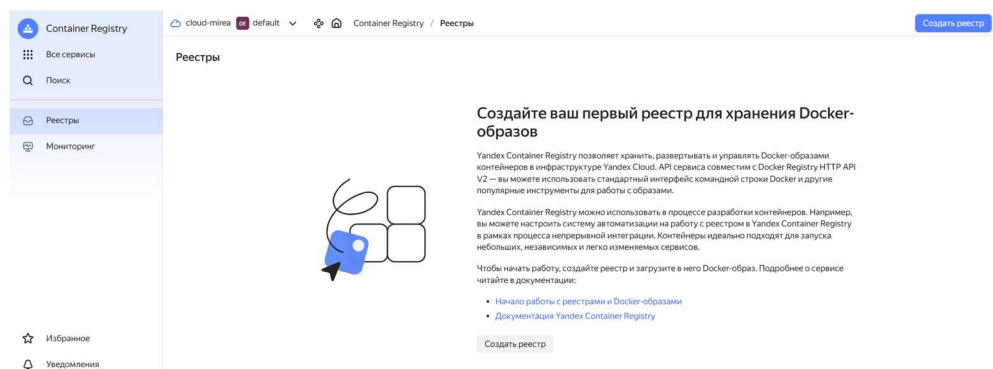 Container Registry
Все сервисы
Поиск
Реестры
Мониторинг
Избранное
Уведомления
cloud-mirea DE default Container Registry / Реестры
Создать реестр
Реестры
Создайте ваш первый реестр для хранения Docker-
образов
Yandex Container Registry позволяет хранить, развертывать и управлять Docker-образами
контейнеров в инфраструктуре Yandex Cloud. API сервиса совместим с Docker Registry HTTP API
V2 — вы можете использовать стандартный интерфейс командной строки Docker и другие
популярные инструменты для работы с образами.
Yandex Container Registry можно использовать в процессе разработки контейнеров. Например,
вы можете настроить систему автоматизации на работу с реестром в Yandex Container Registry
в рамках процесса непрерывной интеграции. Контейнеры идеально подходят для запуска
небольших, независимых и легко изменяемых сервисов.
Чтобы начать работу, создайте реестр и загрузите в него Docker-образ. Подробнее о сервисе
читайте в документации:
• Начало работы с реестрами и Docker-образами
• Документация Yandex Container Registry
Создать реестр